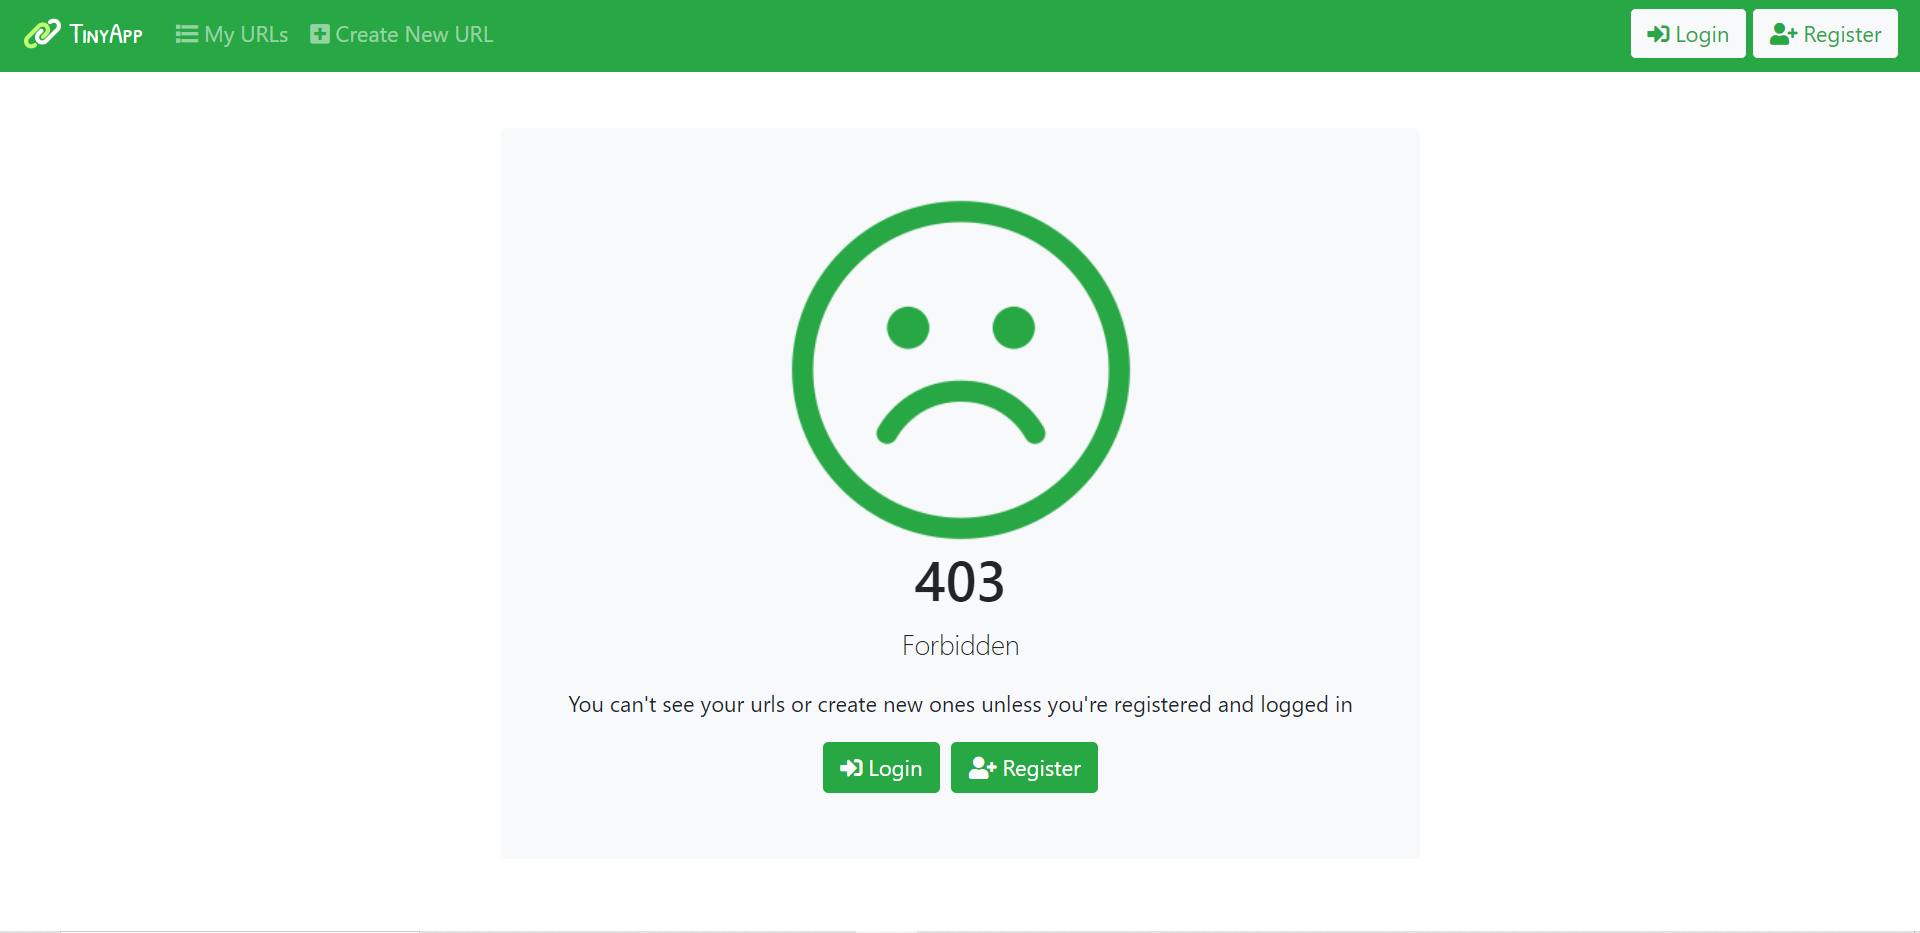 TinyApp My URLs Create New URL Login Register
403
Forbidden
You can't see your urls or create new ones unless you're registered and logged in
Login Register